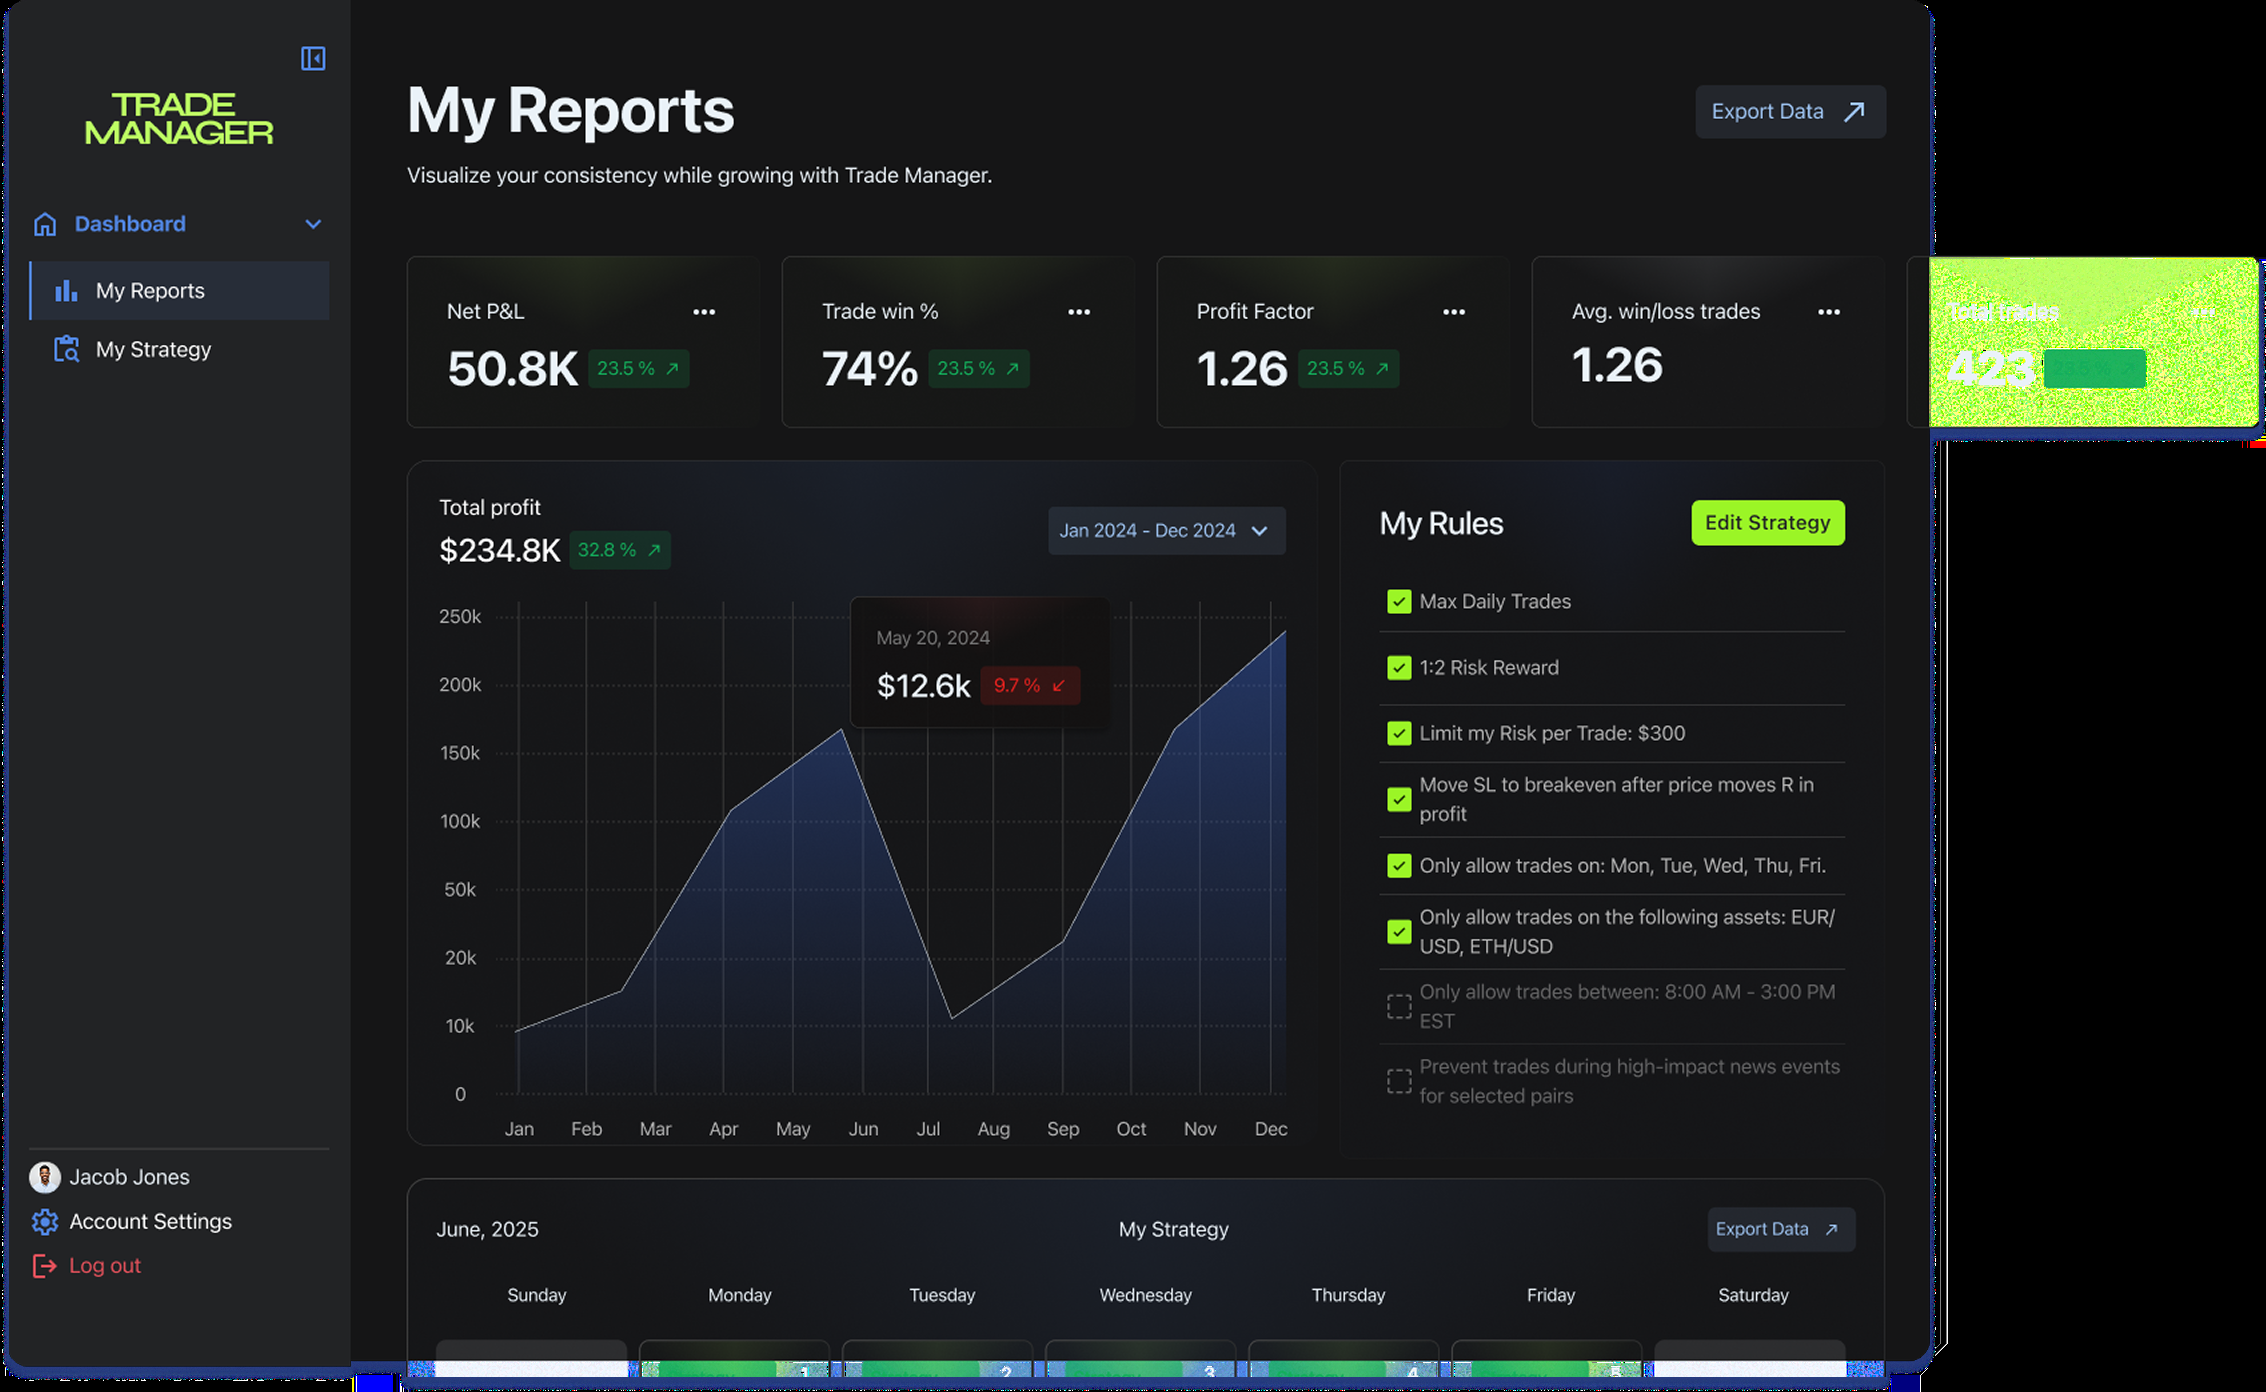 TRADE
MANAGER
Dashboard
My Reports
My Strategy
Jacob Jones
Account Settings
Log out
My Reports
Export Data
Visualize your consistency while growing with Trade Manager.
Net P&L
50.8K 23.5 %
Trade win %
74% 23.5 %
Profit Factor
1.26 23.5 %
Avg. win/loss trades
1.26
Total trades
423 23.5 %
Total profit
$234.8K 32.8 %
Jan 2024 - Dec 2024
May 20, 2024
$12.6k 9.7 %
250k
200k
150k
100k
50k
20k
10k
0
Jan Feb Mar Apr May Jun Jul Aug Sep Oct Nov Dec
My Rules
Edit Strategy
Max Daily Trades
1:2 Risk Reward
Limit my Risk per Trade: $300
Move SL to breakeven after price moves R in
profit
Only allow trades on: Mon, Tue, Wed, Thu, Fri.
Only allow trades on the following assets: EUR/
USD, ETH/USD
Only allow trades between: 8:00 AM - 3:00 PM
EST
Prevent trades during high-impact news events
for selected pairs
June, 2025
My Strategy
Export Data
Sunday Monday Tuesday Wednesday Thursday Friday Saturday
1 2 3 4 5